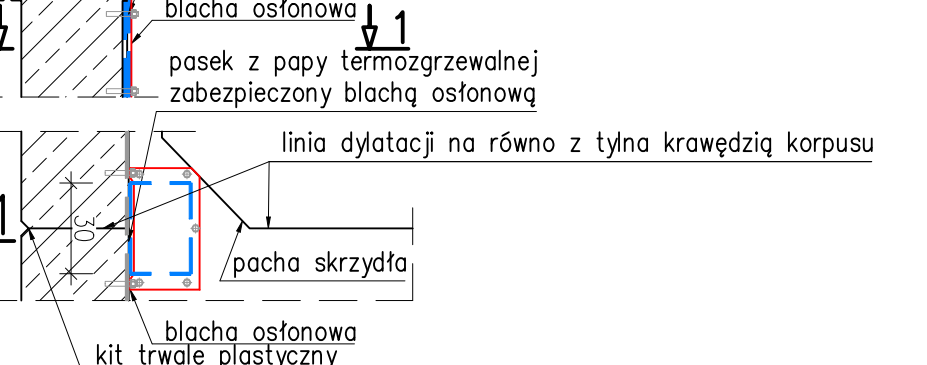 blacha osłonowa
1
pasek z papy termozgrzewalnej
zabezpieczony blachą osłonową
linia dylatacji na równo z tylna krawędzią korpusu
1
30
pacha skrzydła
blacha osłonowa
kit trwale plastyczny